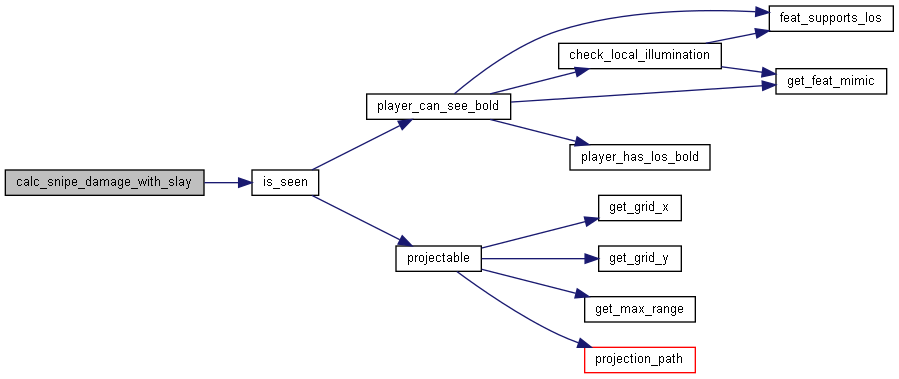 feat_supports_los
check_local_illumination
get_feat_mimic
player_can_see_bold
player_has_los_bold
calc_snipe_damage_with_slay
is_seen
get_grid_x
projectable
get_grid_y
get_max_range
projection_path